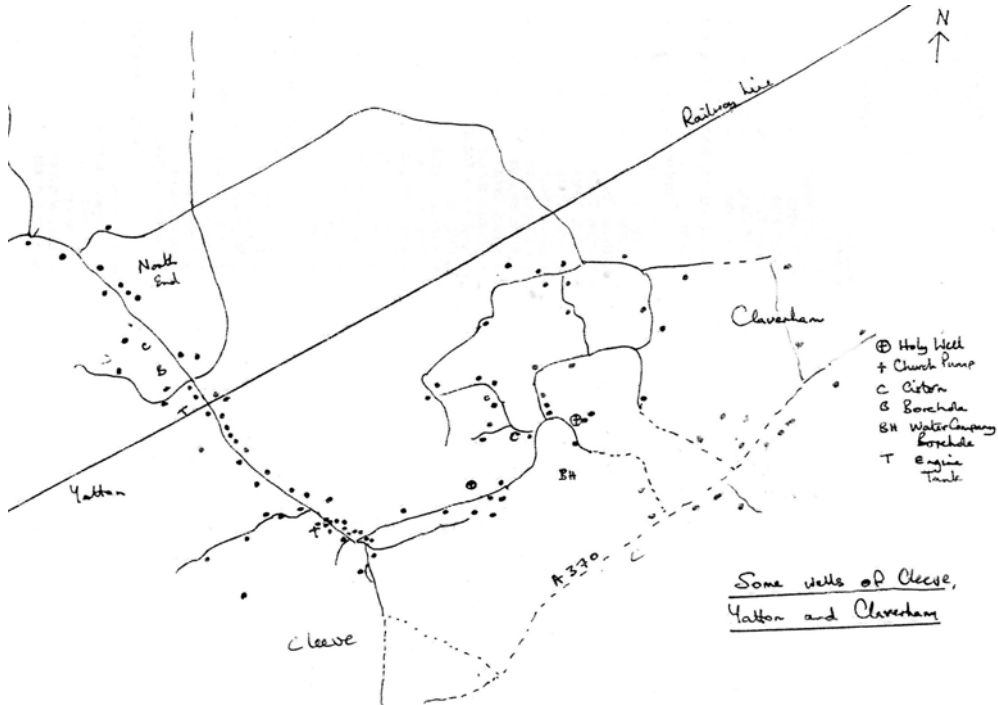 N
Railway Line
North
End
C
B
T
Claverham
⊕ Holy Well
✝ Church Pump
C Cistern
B Borehole
BH Water Company
Borehole
T Engine
Tank
C
C
⊕
⊕
BH
Yatton
✝
A370
C
Some wells of Cleeve,
Yatton and Claverham
Cleeve